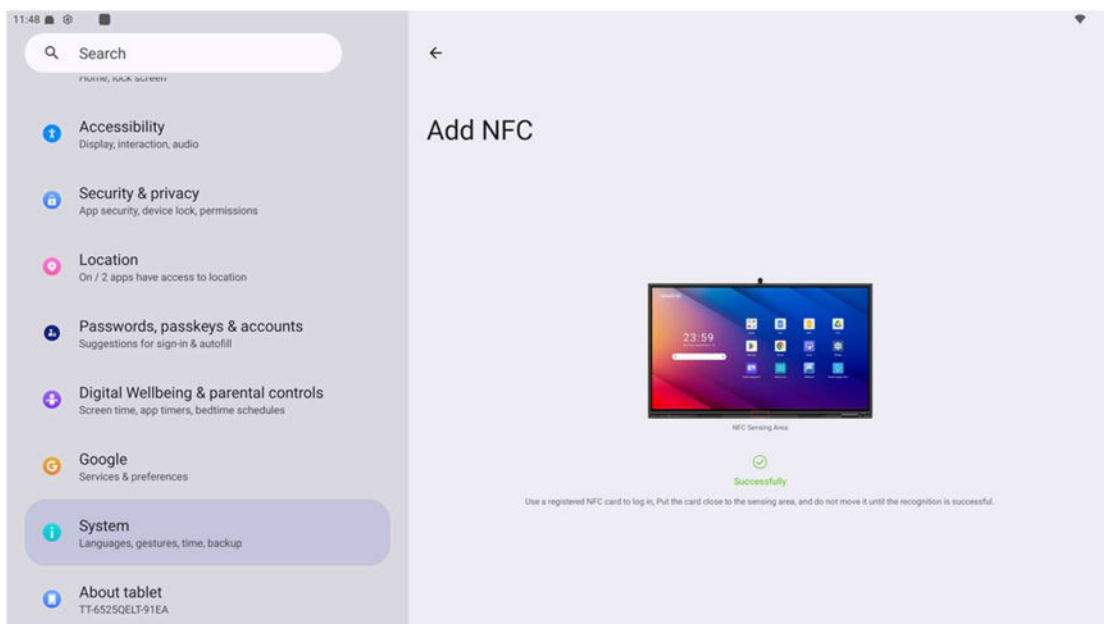 11:48
Search
Home, lock screen
Accessibility
Display, interaction, audio
Security & privacy
App security, device lock, permissions
Location
On / 2 apps have access to location
Passwords, passkeys & accounts
Suggestions for sign-in & autofill
Digital Wellbeing & parental controls
Screen time, app timers, bedtime schedules
Google
Services & preferences
System
Languages, gestures, time, backup
About tablet
TT-6525QELT-91EA
Add NFC
23:59
NFC Sensing Area
Successfully
Use a registered NFC card to log in, Put the card close to the sensing area, and do not move it until the recognition is successful.